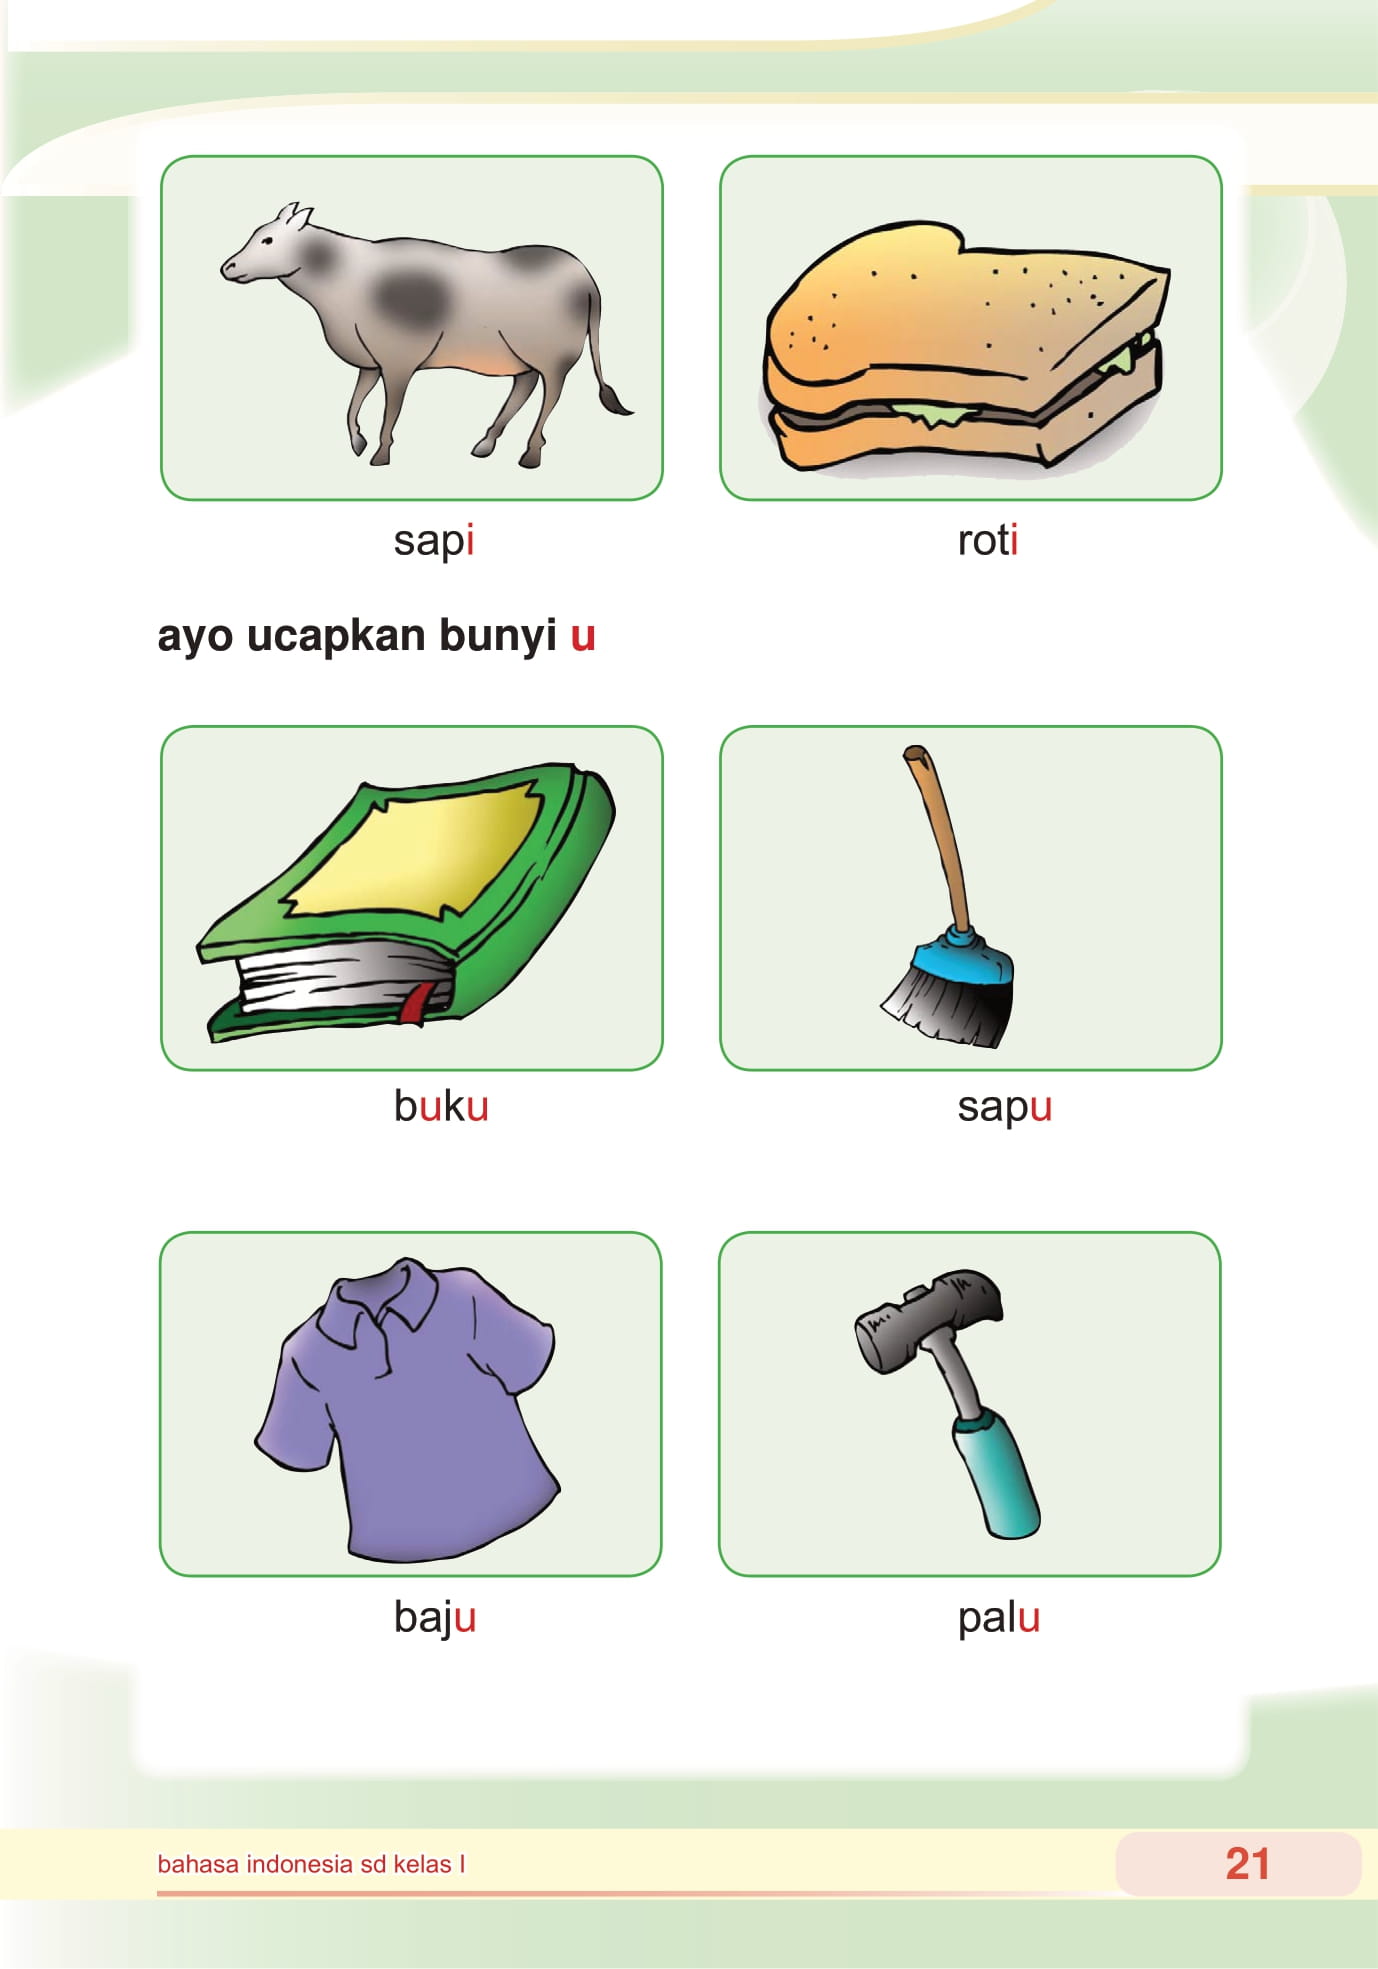 sapi
roti
ayo ucapkan bunyi u
buku
sapu
baju
palu
bahasa indonesia sd kelas I
21